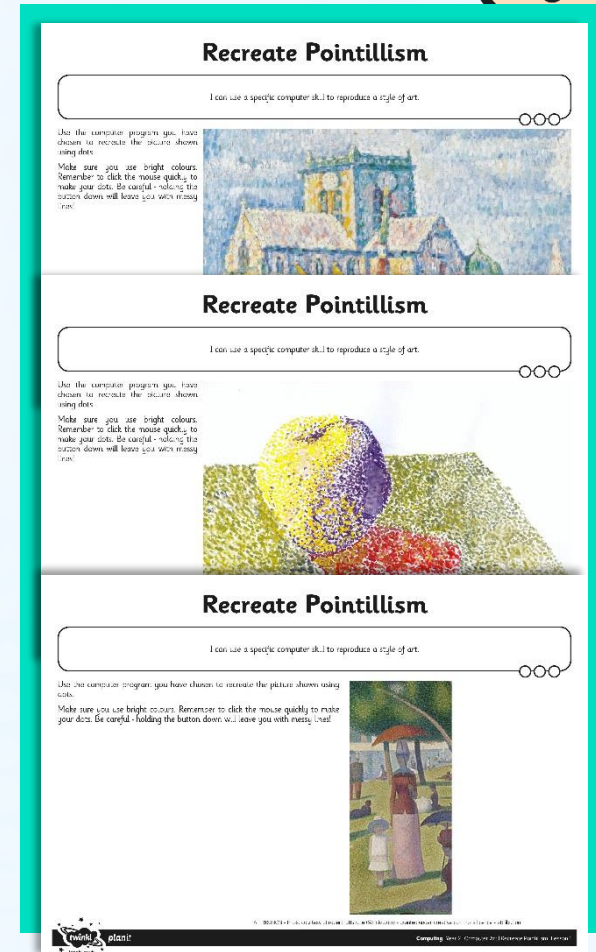 Recreate Pointillism
I can use a specific computer skill to reproduce a style of art.
Use the computer program you have
chosen to recreate the picture shown
using dots.
Make sure you use bright colours.
Remember to click the mouse quickly to
make your dots. Be careful - holding the
button down will leave you with messy
lines!
Recreate Pointillism
I can use a specific computer skill to reproduce a style of art.
Use the computer program you have
chosen to recreate the picture shown
using dots.
Make sure you use bright colours.
Remember to click the mouse quickly to
make your dots. Be careful - holding the
button down will leave you with messy
lines!
Recreate Pointillism
I can use a specific computer skill to reproduce a style of art.
Use the computer program you have chosen to recreate the picture shown using
dots.
Make sure you use bright colours. Remember to click the mouse quickly to make
your dots. Be careful - holding the button down will leave you with messy lines!
twinkl planit
Computing